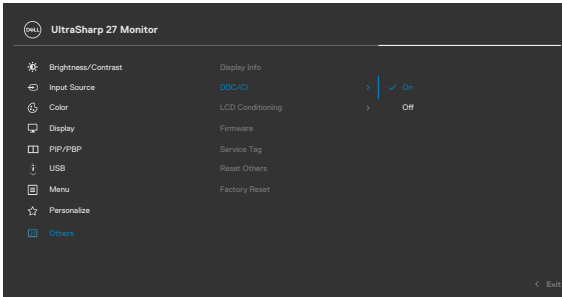 DELL UltraSharp 27 Monitor
Brightness/Contrast
Input Source
Color
Display
PIP/PBP
USB
Menu
Personalize
Others
Display Info
DDC/CI
LCD Conditioning
Firmware
Service Tag
Reset Others
Factory Reset
On
Off
Exit